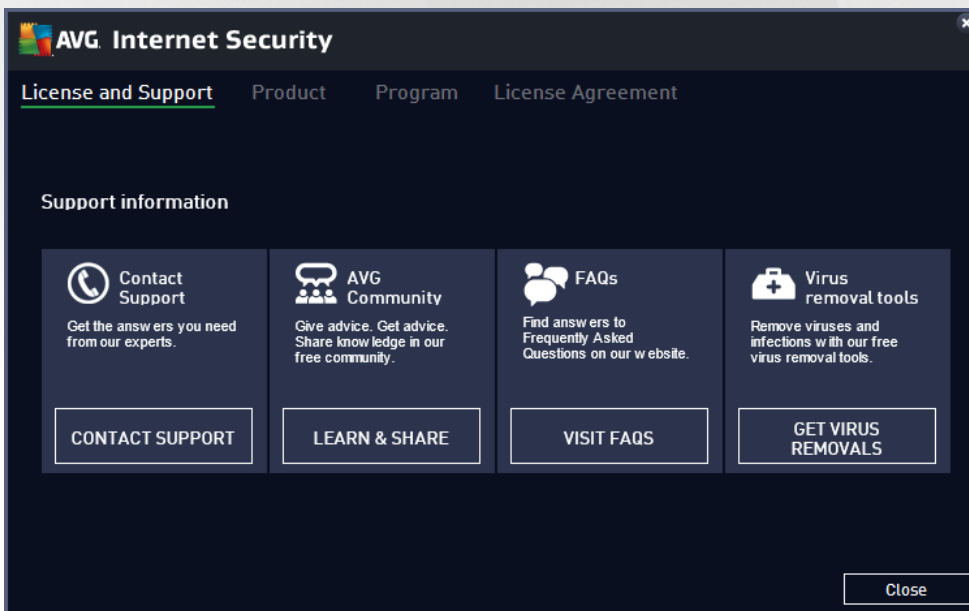 AVG. Internet Security
License and Support Product Program License Agreement
Support information
Contact
Support
Get the answers you need
from our experts.
CONTACT SUPPORT
AVG
Community
Give advice. Get advice.
Share knowledge in our
free community.
LEARN & SHARE
FAQs
Find answers to
Frequently Asked
Questions on our website.
VISIT FAQS
Virus
removal tools
Remove viruses and
infections with our free
virus removal tools.
GET VIRUS
REMOVALS
Close